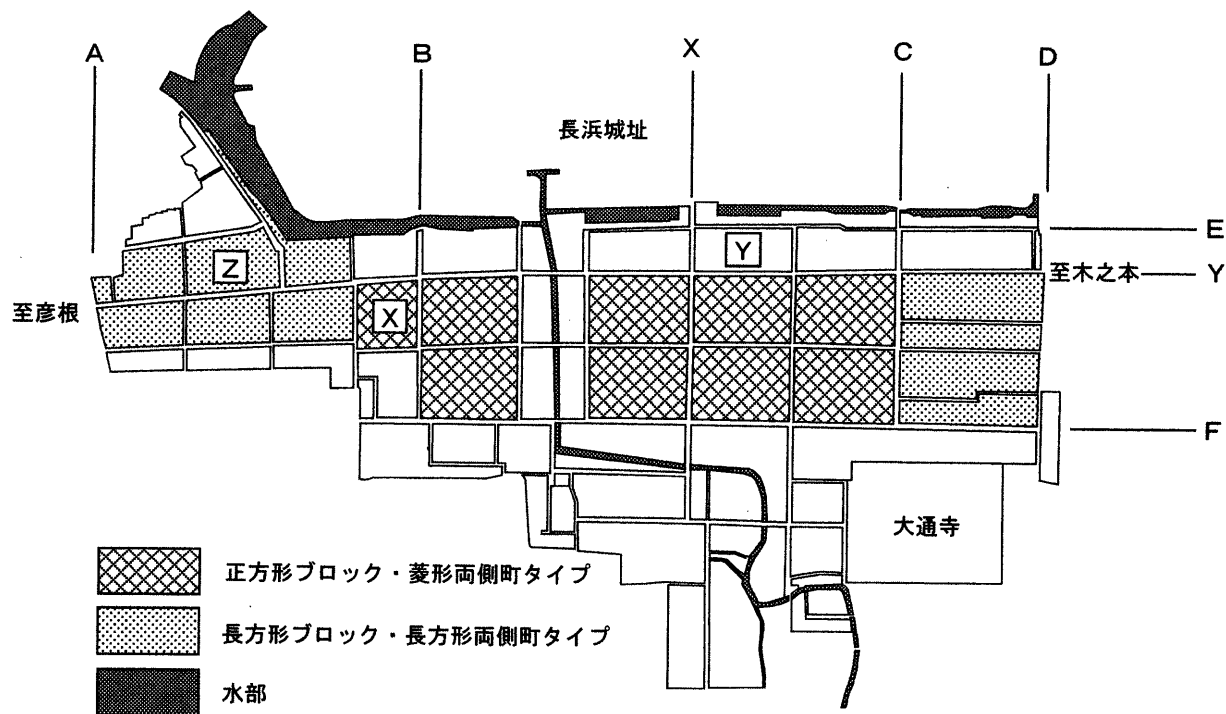 A
B
X
C
D
長浜城址
E
Z
Y
至木之本
Y
至彦根
X
F
大通寺
正方形ブロック・菱形両側町タイプ
長方形ブロック・長方形両側町タイプ
水部